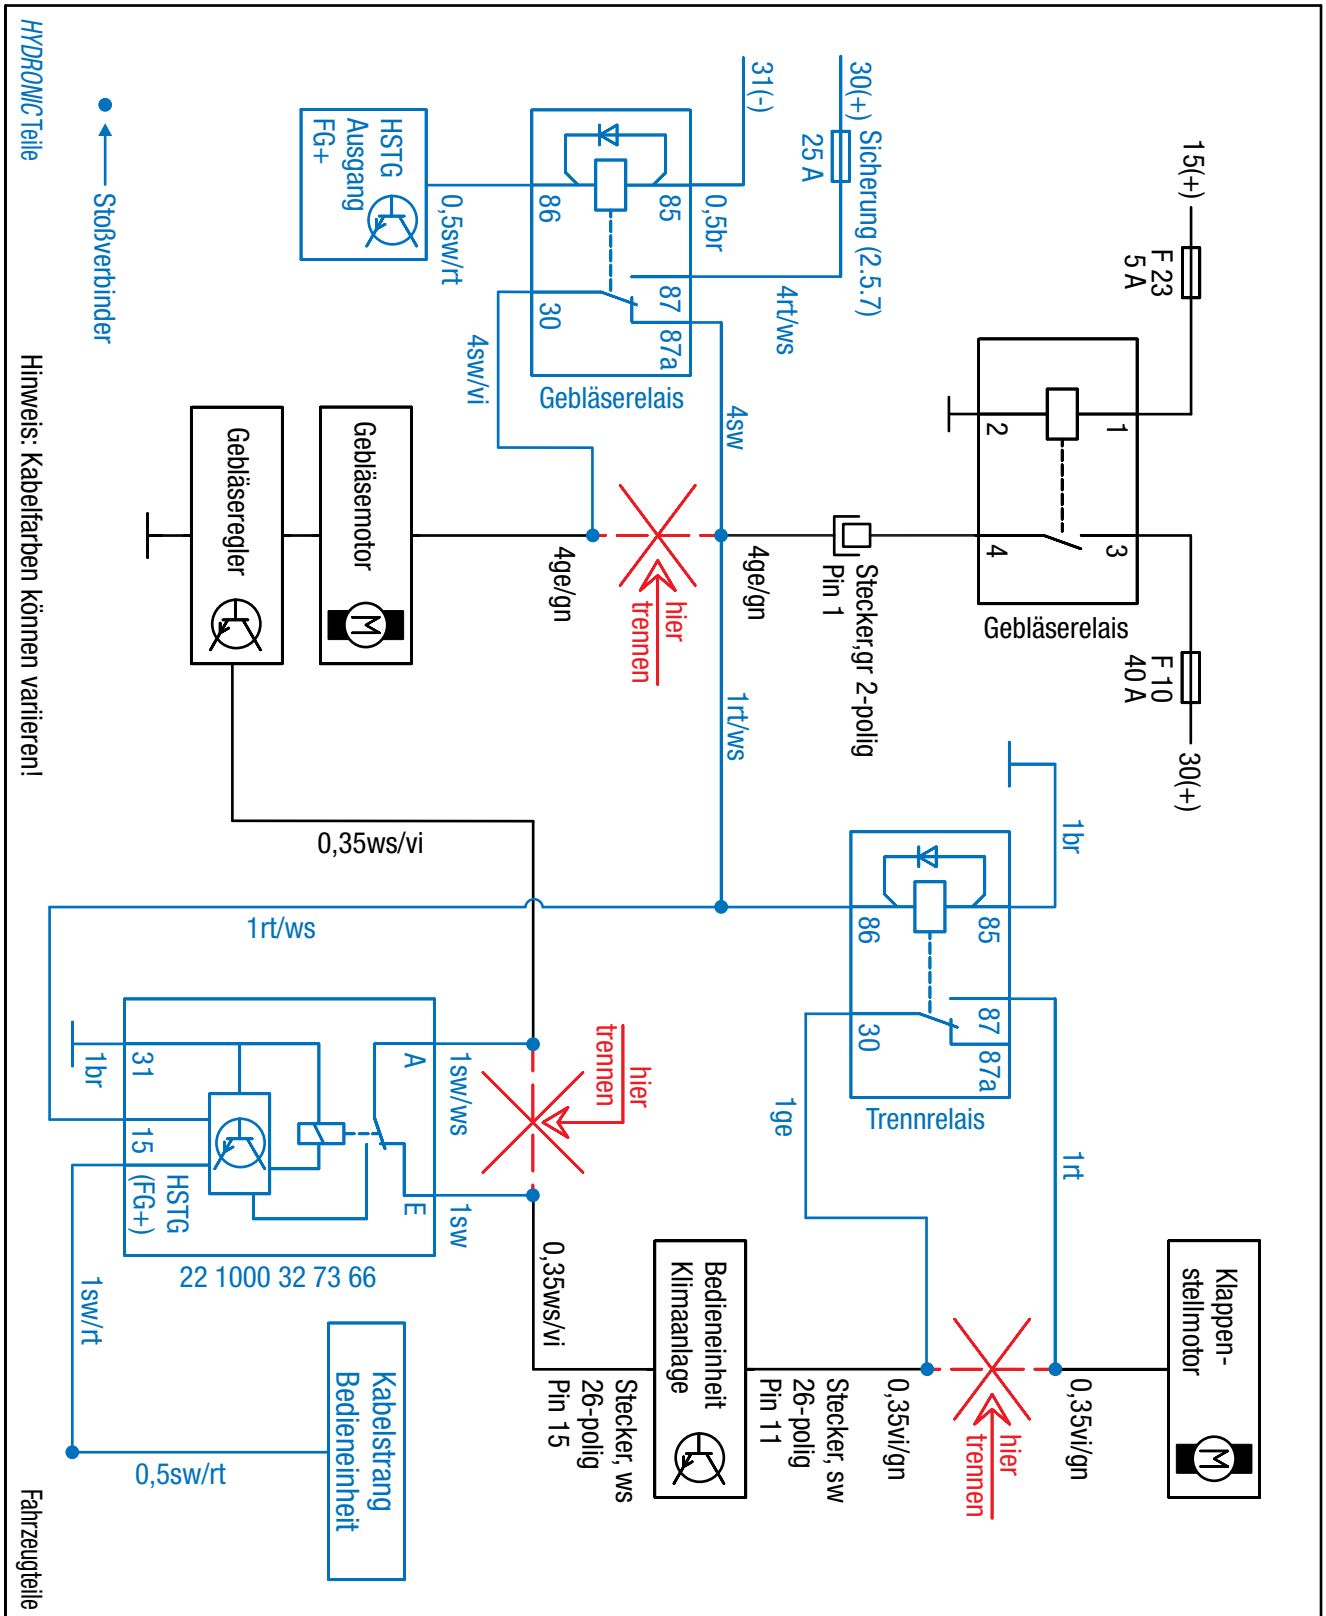 15(+)
F 23
5 A
1
2
3
4
Gebläserelais
F 10
40 A
30(+)
1br
85
86
87
87a
30
Trennrelais
1rt
1ge
Klappen-
stellmotor
M
0,35vi/gn
hier
trennen
0,35vi/gn
Stecker, sw
26-polig
Pin 11
Bedieneinheit
Klimaanlage
Stecker, ws
26-polig
Pin 15
0,35ws/vi
30(+)
Sicherung (2.5.7)
25 A
31(-)
0,5br
4rt/ws
85
86
87
87a
30
Gebläserelais
HSTG
Ausgang
FG+
0,5sw/rt
4sw/vi
4sw
Stecker,gr 2-polig
Pin 1
4ge/gn
hier
trennen
4ge/gn
1rt/ws
Gebläsemotor
M
Gebläseregler
0,35ws/vi
1rt/ws
hier
trennen
1sw/ws
1sw
A
E
31
15
HSTG
(FG+)
1br
22 1000 32 73 66
1sw/rt
Kabelstrang
Bedieneinheit
0,5sw/rt
Stoßverbinder
HYDRONIC Teile
Hinweis: Kabelfarben können variieren!
Fahrzeugteile